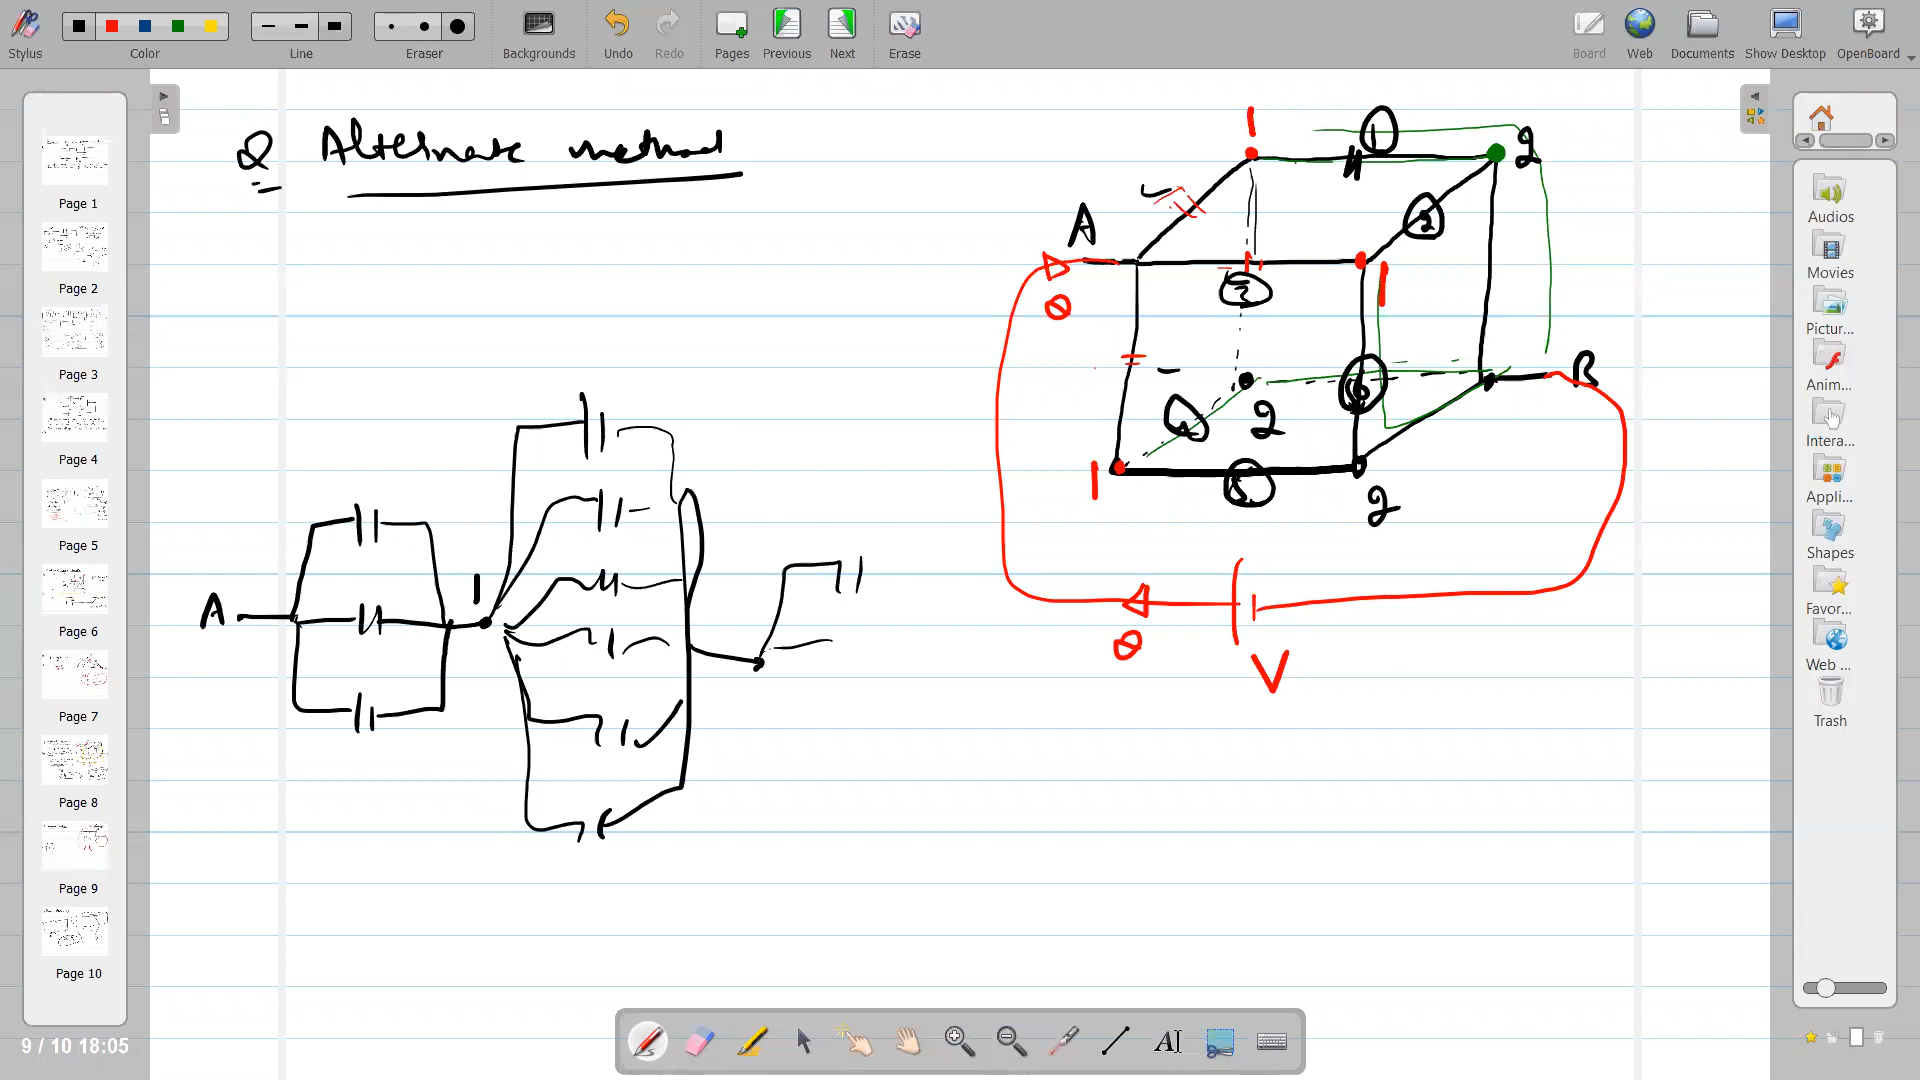 Stylus
Color
Line
Eraser
Backgrounds
Undo
Redo
Pages
Previous
Next
Erase
Board
Web
Documents
Show Desktop
OpenBoard
Page 1
Page 2
Page 3
Page 4
Page 5
Page 6
Page 7
Page 8
Page 9
Page 10
9 / 10 18:05
Q Alternate method
1
1
2
A
2
3
1
B
4
2
6
1
5
2
Q
Q
V
A
1
Audios
Movies
Pictur...
Anim...
Intera...
Appli...
Shapes
Favor...
Web ...
Trash